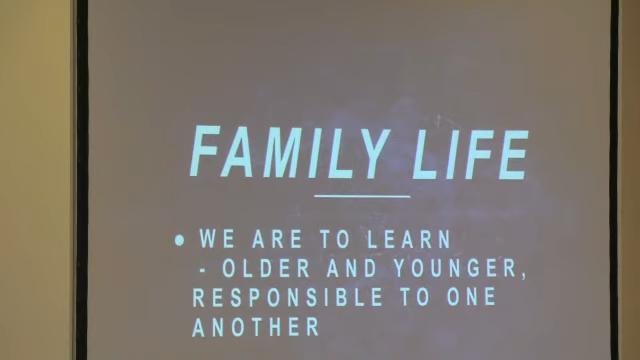 FAMILY LIFE
• WE ARE TO LEARN
- OLDER AND YOUNGER,
RESPONSIBLE TO ONE
ANOTHER